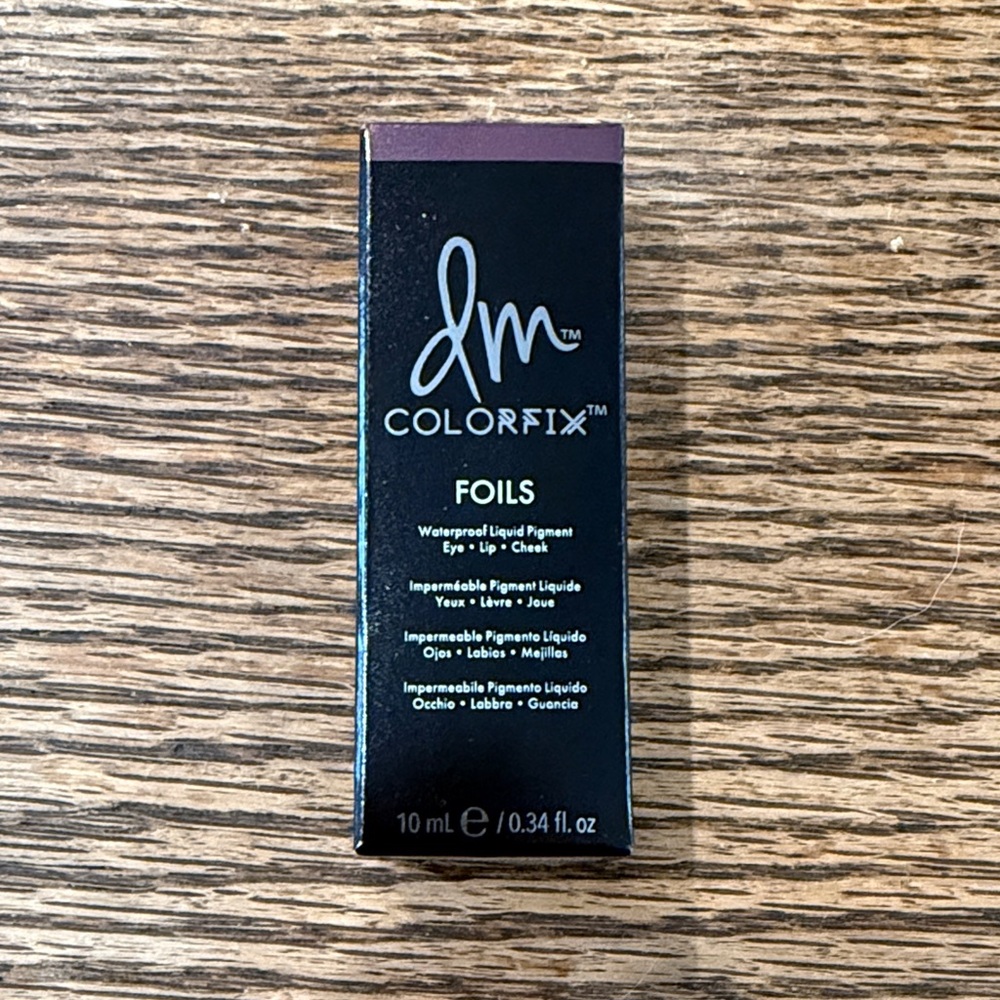 dm™
COLORFIX™
FOILS
Waterproof Liquid Pigment
Eye • Lip • Cheek
Imperméable Pigment Liquide
Yeux • Lèvre • Joue
Impermeable Pigmento Líquido
Ojos • Labios • Mejillas
Impermeabile Pigmento Liquido
Occhio • Labbra • Guancia
10 mL ℮ / 0.34 fl. oz